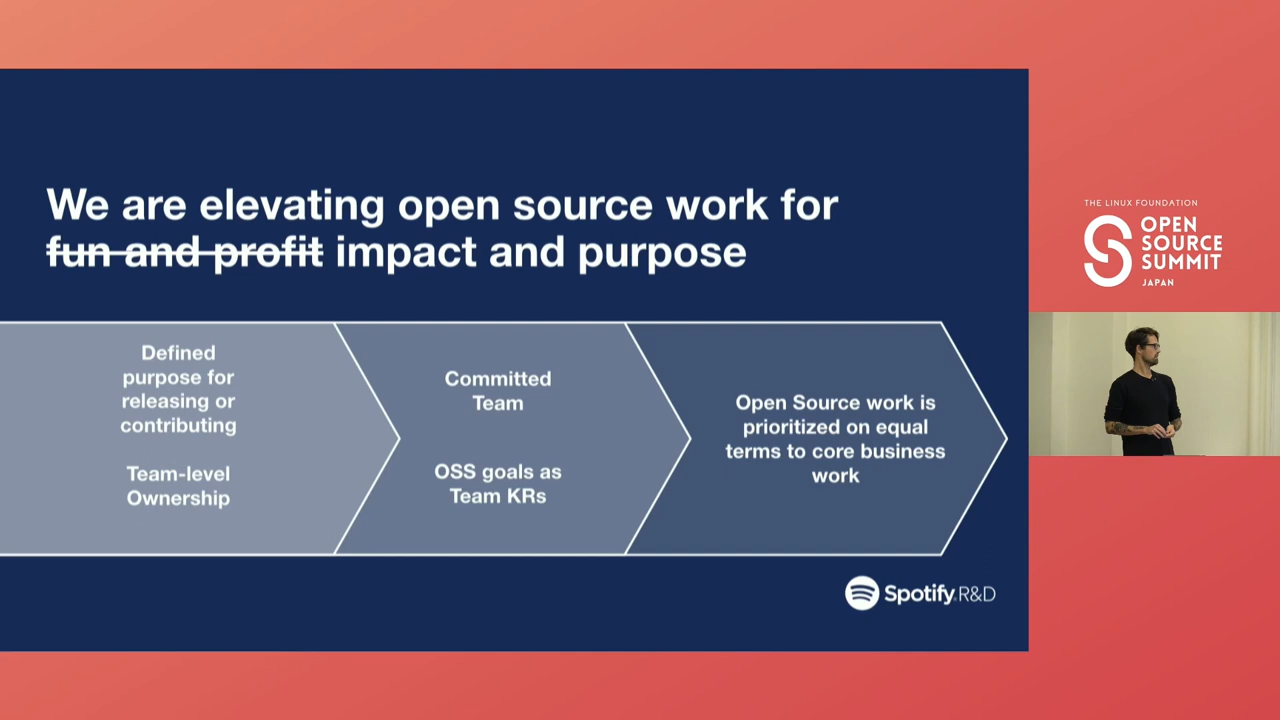 We are elevating open source work for
fun and profit impact and purpose
Defined
purpose for
releasing or
contributing
Team-level
Ownership
Committed
Team
OSS goals as
Team KRs
Open Source work is
prioritized on equal
terms to core business
work
Spotify R&D
THE LINUX FOUNDATION
OPEN
SOURCE
SUMMIT
JAPAN